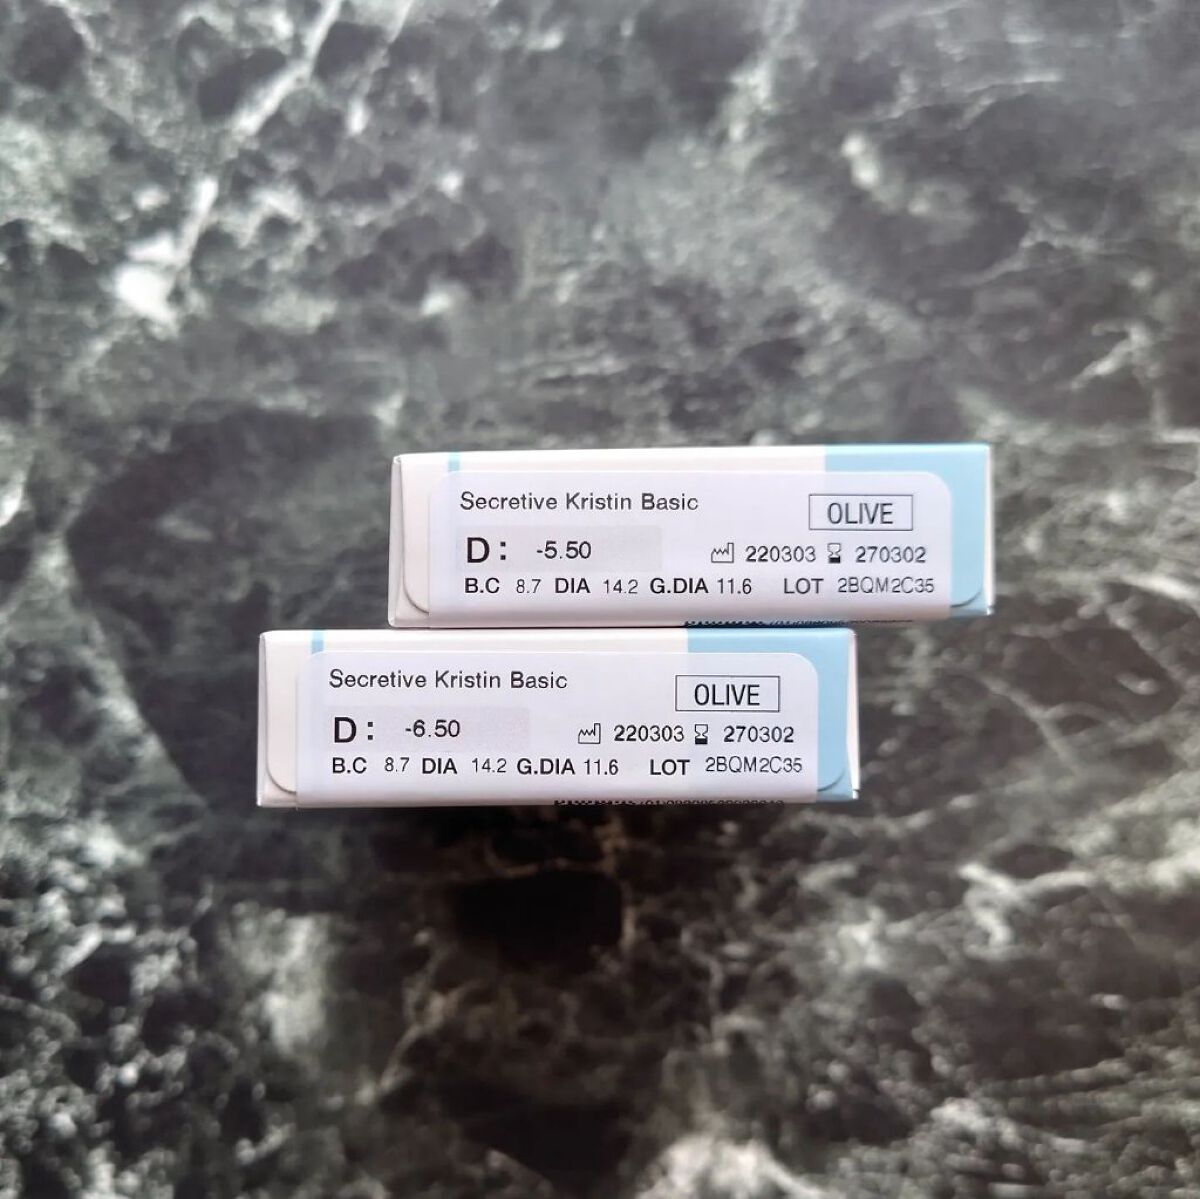 Secretive Kristin Basic
OLIVE
D: -5.50 220303 270302
B.C 8.7 DIA 14.2 G.DIA 11.6 LOT 2BQM2C35
Secretive Kristin Basic
OLIVE
D: -6.50 220303 270302
B.C 8.7 DIA 14.2 G.DIA 11.6 LOT 2BQM2C35